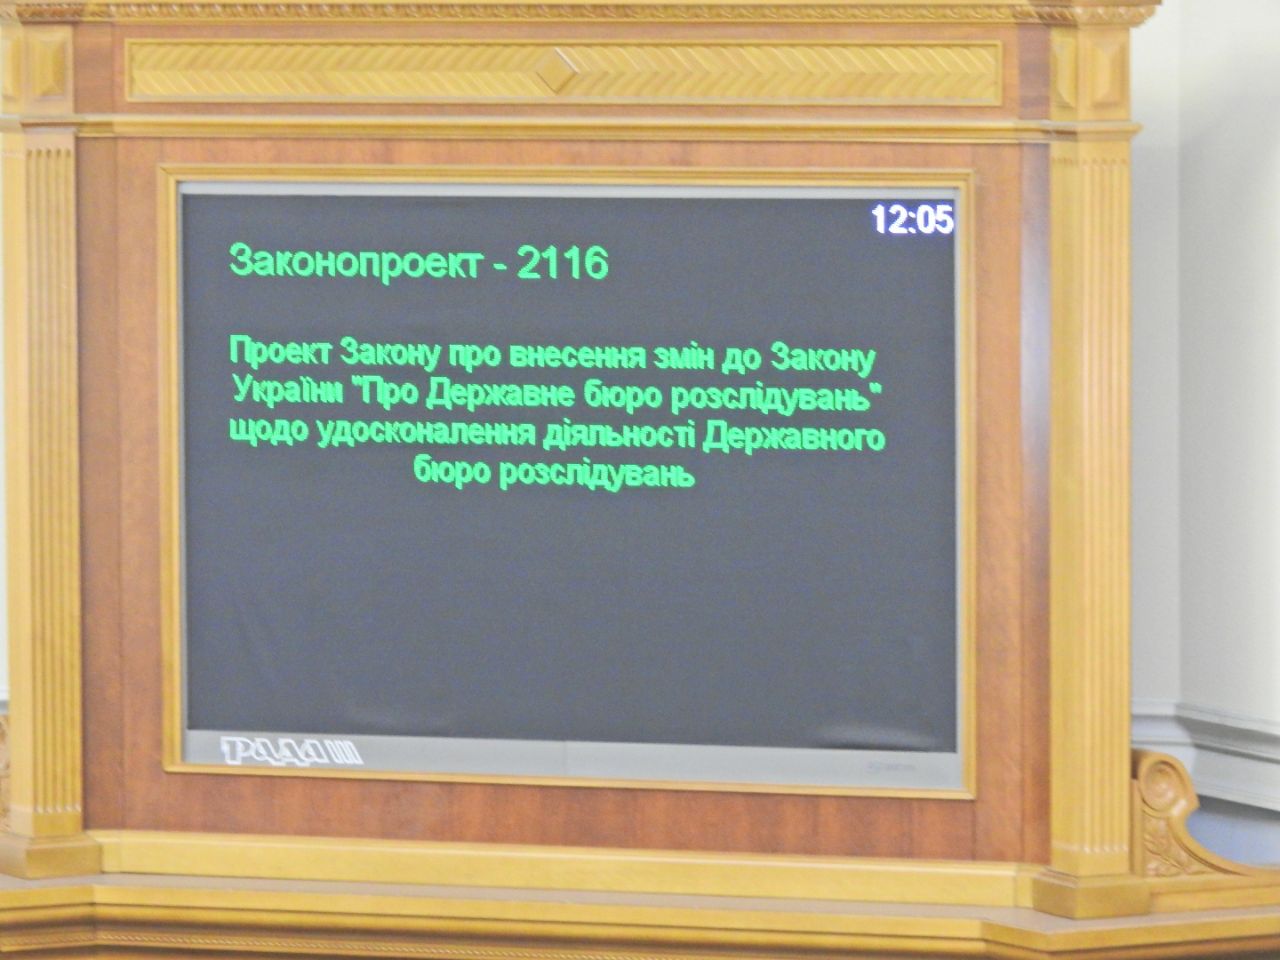 12:05
Законопроект - 2116
Проект Закону про внесення змін до Закону
України "Про Державне бюро розслідувань"
щодо удосконалення діяльності Державного
бюро розслідувань
РАДА III